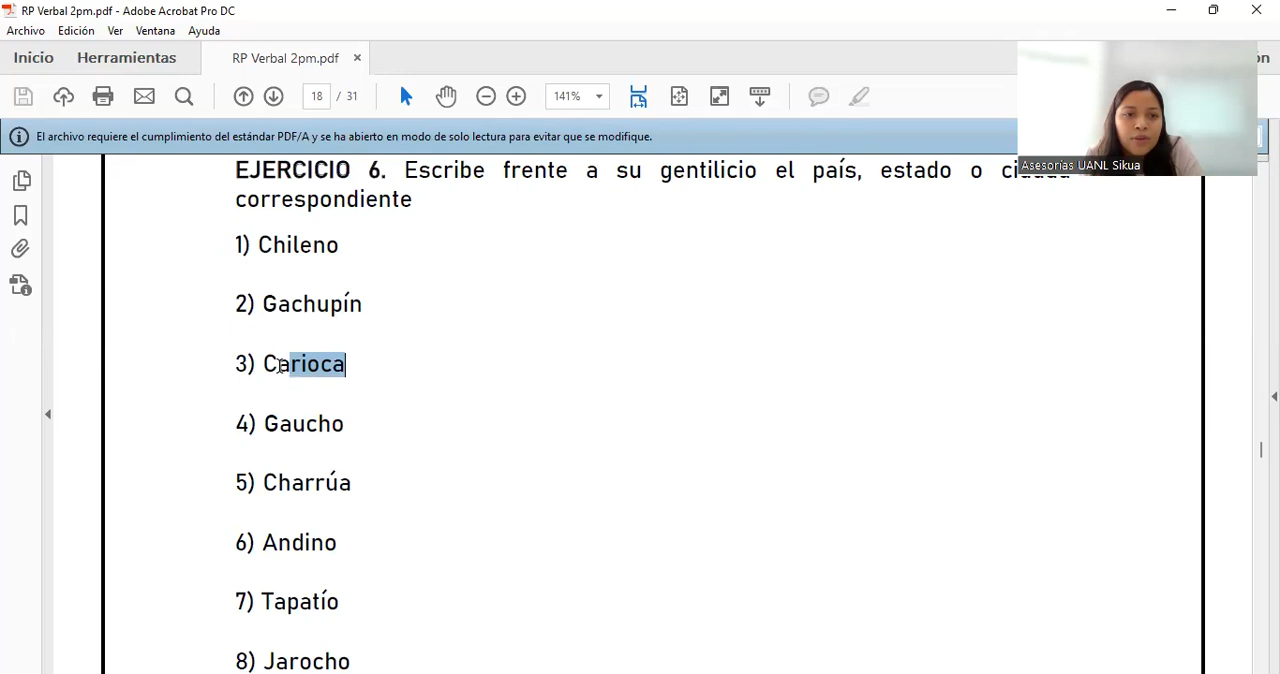 RP Verbal 2pm.pdf - Adobe Acrobat Pro DC
Archivo Edición Ver Ventana Ayuda
Inicio Herramientas RP Verbal 2pm.pdf ×
18 / 31 141%
El archivo requiere el cumplimiento del estándar PDF/A y se ha abierto en modo de solo lectura para evitar que se modifique.
Asesorías UANL Sikua
EJERCICIO 6. Escribe frente a su gentilicio el país, estado o ciudad
correspondiente
1) Chileno
2) Gachupín
3) Carioca
4) Gaucho
5) Charrúa
6) Andino
7) Tapatío
8) Jarocho